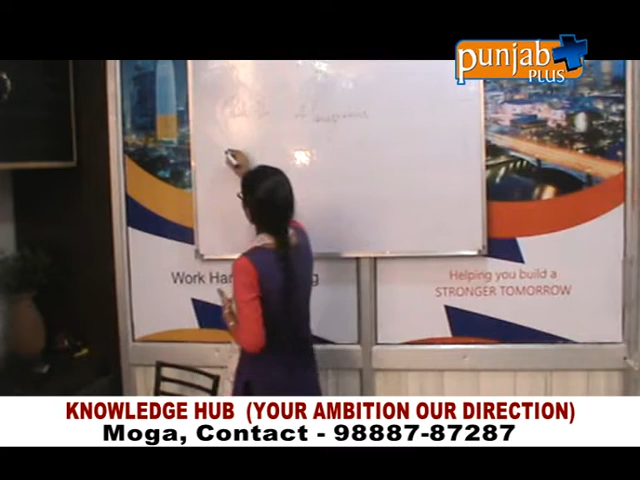 punjab
PLUS
Work Har
g
Helping you build a
STRONGER TOMORROW
KNOWLEDGE HUB (YOUR AMBITION OUR DIRECTION)
Moga, Contact - 98887-87287